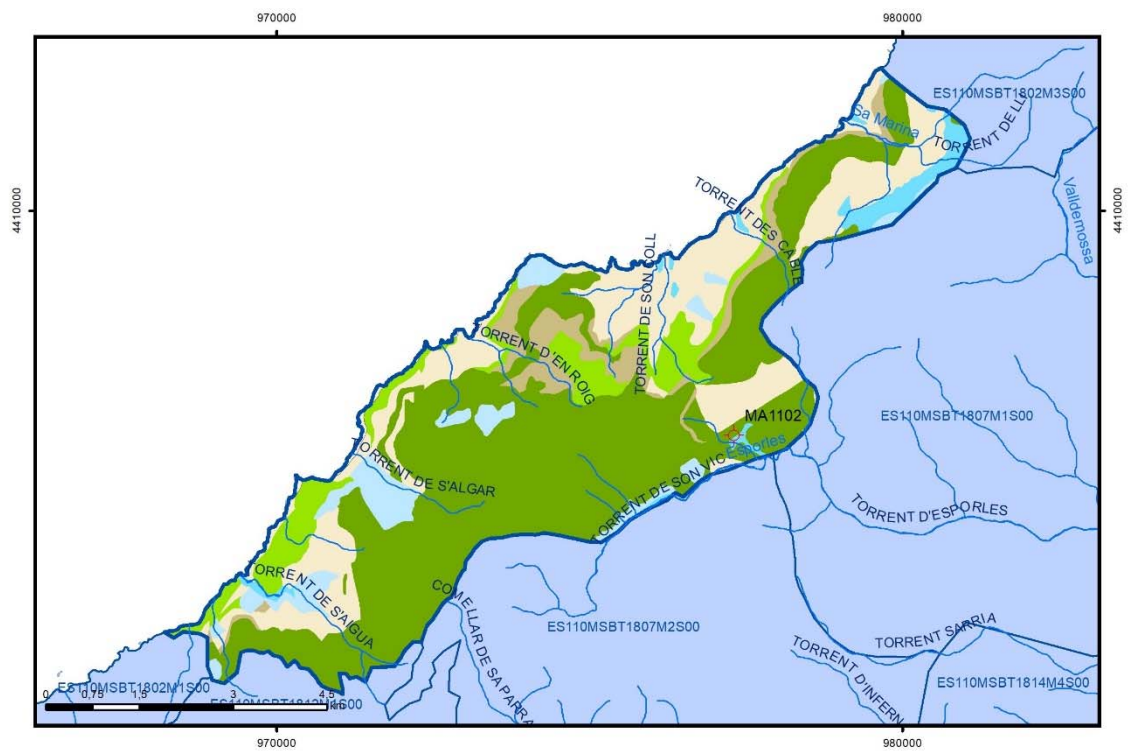 970000
980000
ES110MSBT1802M3S00
Sa Marina
TORRENT DE LL
Valldemossa
4410000
4410000
TORRENT DES CABLE
TORRENT DE SON COLL
ORRENT D'EN ROIG
MA1102
ES110MSBT1807M1S00
Esporles
TORRENT DE SON VIC
TORRENT DE S'ALGAR
TORRENT D'ESPORLES
ORRENT DE S'AIGUA
COMELLAR DE SA PARRA
ES110MSBT1807M2S00
TORRENT SARRIA
TORRENT D'INFERN
ES110MSBT1814M4S00
ES110MSBT1802M1S00
0 0,75 1,5 3 4,5
km
970000
980000